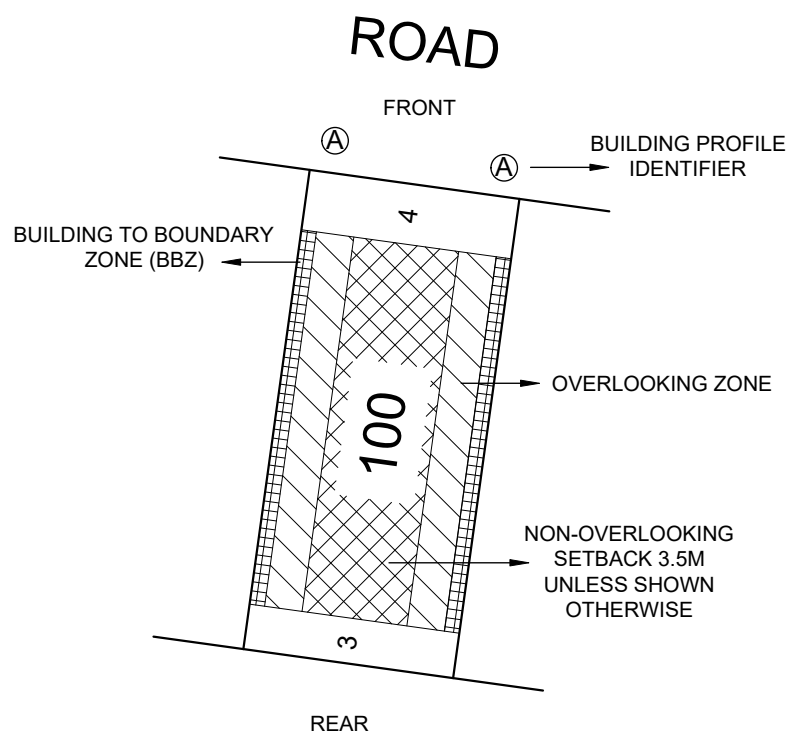 ROAD
FRONT
A
A
BUILDING PROFILE
IDENTIFIER
4
BUILDING TO BOUNDARY
ZONE (BBZ)
OVERLOOKING ZONE
100
NON-OVERLOOKING
SETBACK 3.5M
UNLESS SHOWN
OTHERWISE
3
REAR